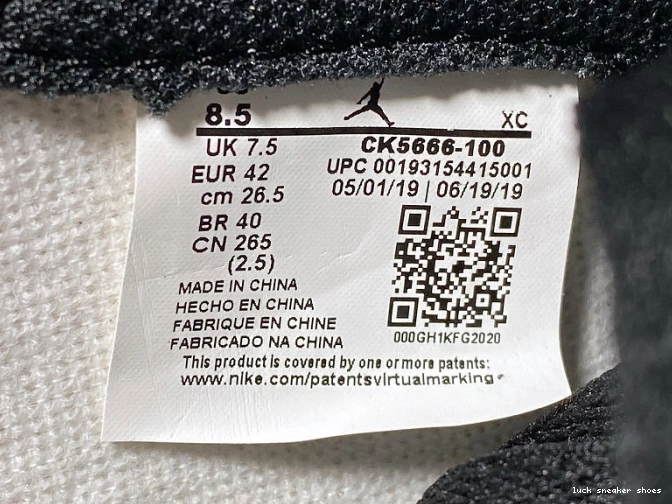 8.5
XC
UK 7.5
EUR 42
cm 26.5
BR 40
CN 265
(2.5)
CK5666-100
UPC 00193154415001
05/01/19 | 06/19/19
000GH1KFG2020
MADE IN CHINA
HECHO EN CHINA
FABRIQUE EN CHINE
FABRICADO NA CHINA
This product is covered by one or more patents:
www.nike.com/patentsvirtualmarking
luck sneaker shoes